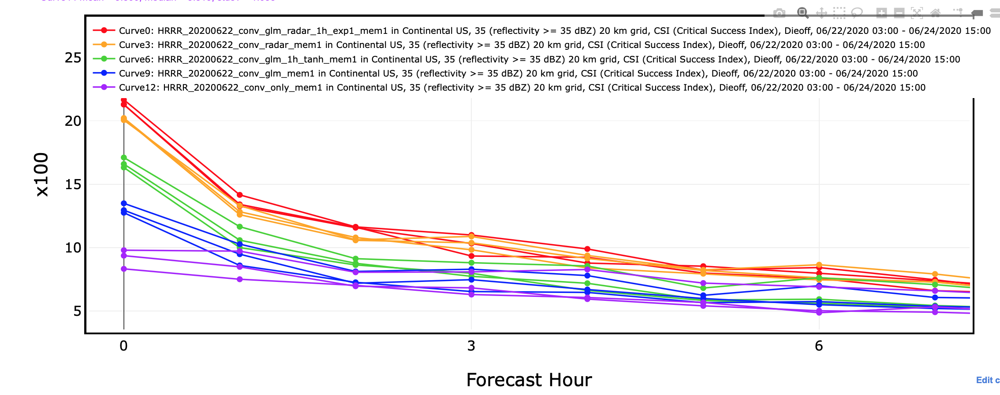 Curve0: HRRR_20200622_conv_glm_radar_1h_exp1_mem1 in Continental US, 35 (reflectivity >= 35 dBZ) 20 km grid, CSI (Critical Success Index), Dieoff, 06/22/2020 03:00 - 06/24/2020 15:00
Curve3: HRRR_20200622_conv_radar_mem1 in Continental US, 35 (reflectivity >= 35 dBZ) 20 km grid, CSI (Critical Success Index), Dieoff, 06/22/2020 03:00 - 06/24/2020 15:00
Curve6: HRRR_20200622_conv_glm_1h_tanh_mem1 in Continental US, 35 (reflectivity >= 35 dBZ) 20 km grid, CSI (Critical Success Index), Dieoff, 06/22/2020 03:00 - 06/24/2020 15:00
Curve9: HRRR_20200622_conv_glm_mem1 in Continental US, 35 (reflectivity >= 35 dBZ) 20 km grid, CSI (Critical Success Index), Dieoff, 06/22/2020 03:00 - 06/24/2020 15:00
Curve12: HRRR_20200622_conv_only_mem1 in Continental US, 35 (reflectivity >= 35 dBZ) 20 km grid, CSI (Critical Success Index), Dieoff, 06/22/2020 03:00 - 06/24/2020 15:00
25
20
15
10
5
x100
0 3 6
Forecast Hour
Edit c